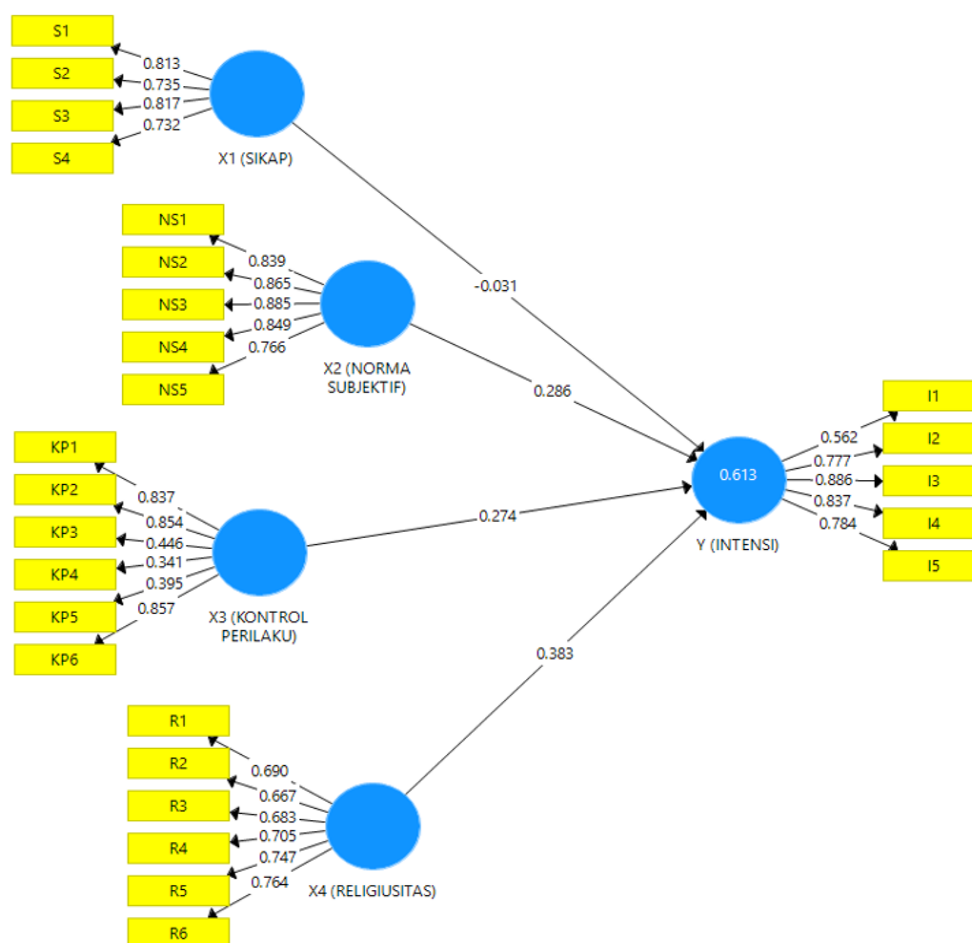 S1
S2
S3
S4
0.813
0.735
0.817
0.732
X1 (SIKAP)
NS1
NS2
NS3
NS4
NS5
0.839
0.865
0.885
0.849
0.766
X2 (NORMA
SUBJEKTIF)
-0.031
0.286
KP1
KP2
KP3
KP4
KP5
KP6
0.837
0.854
0.446
0.341
0.395
0.857
X3 (KONTROL
PERILAKU)
0.274
0.613
Y (INTENSI)
0.562
0.777
0.886
0.837
0.784
I1
I2
I3
I4
I5
0.383
R1
R2
R3
R4
R5
R6
0.690
0.667
0.683
0.705
0.747
0.764
X4 (RELIGIUSITAS)